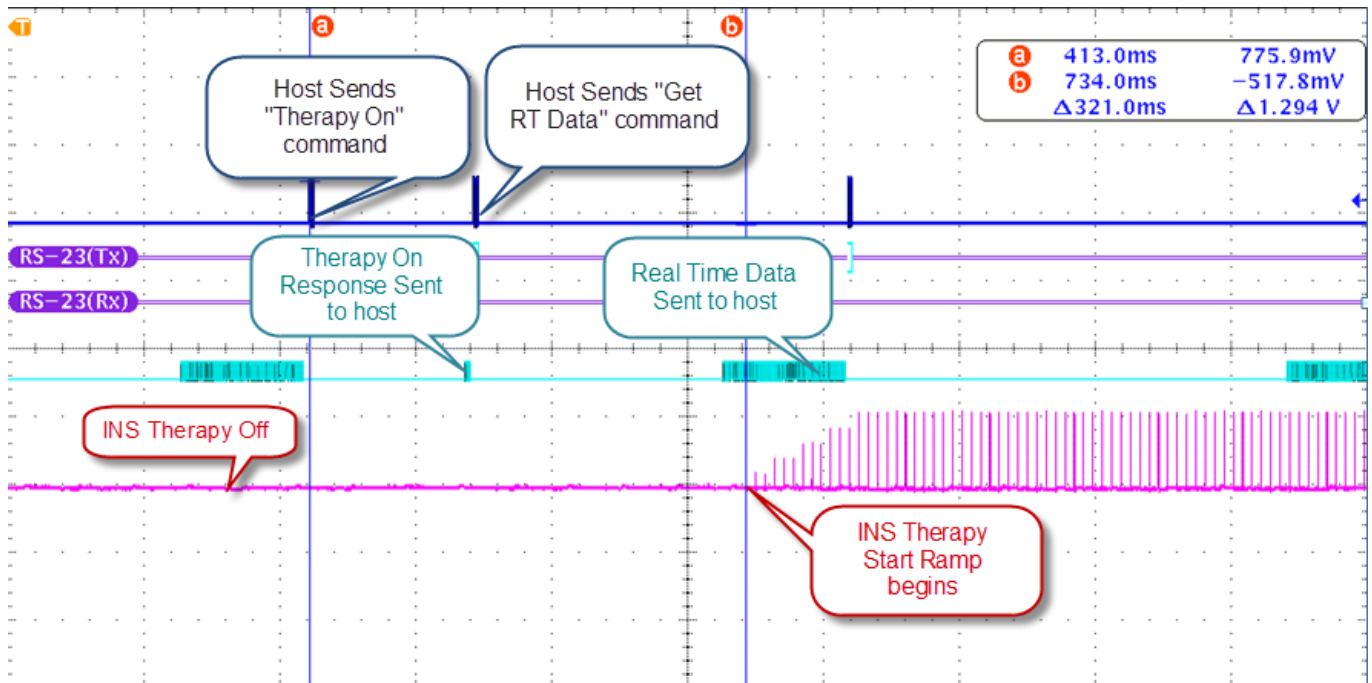 T
a
b
a 413.0ms 775.9mV
b 734.0ms −517.8mV
Δ321.0ms Δ1.294 V
Host Sends
"Therapy On"
command
Host Sends "Get
RT Data" command
RS-23(Tx)
RS-23(Rx)
Therapy On
Response Sent
to host
Real Time Data
Sent to host
INS Therapy Off
INS Therapy
Start Ramp
begins